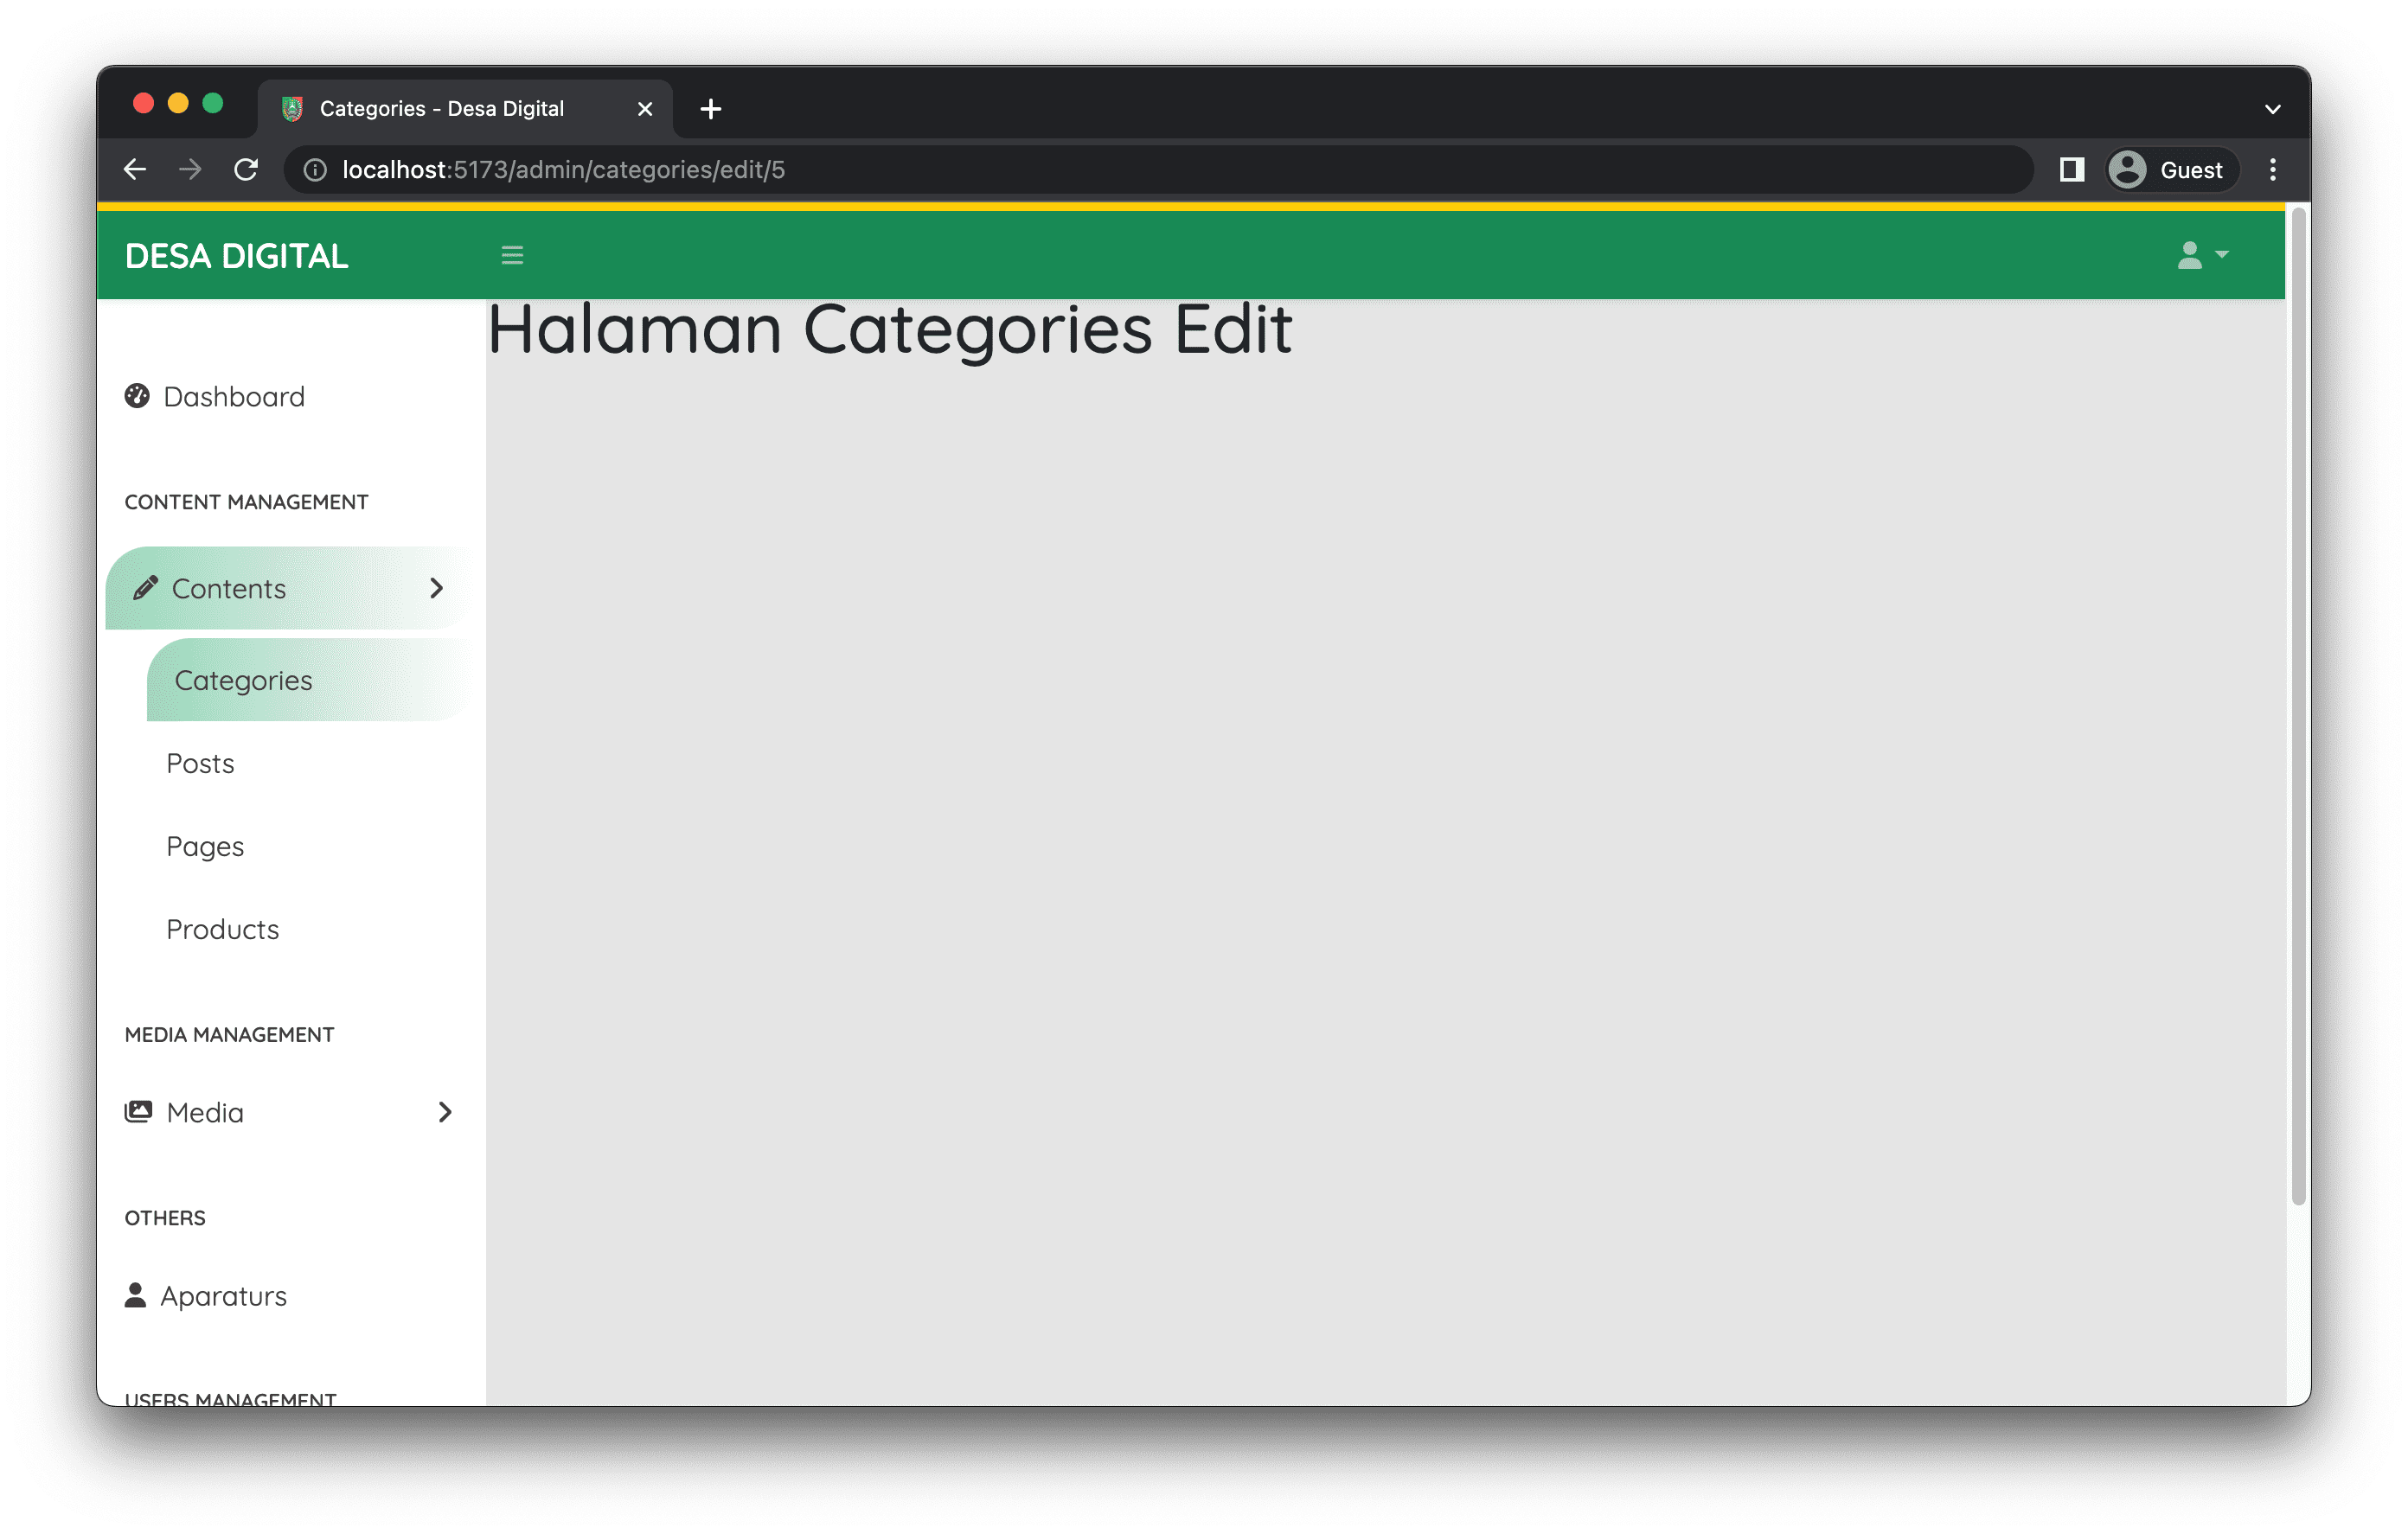 Categories - Desa Digital
localhost:5173/admin/categories/edit/5
Guest
DESA DIGITAL
Halaman Categories Edit
Dashboard
CONTENT MANAGEMENT
Contents
Categories
Posts
Pages
Products
MEDIA MANAGEMENT
Media
OTHERS
Aparaturs
USERS MANAGEMENT